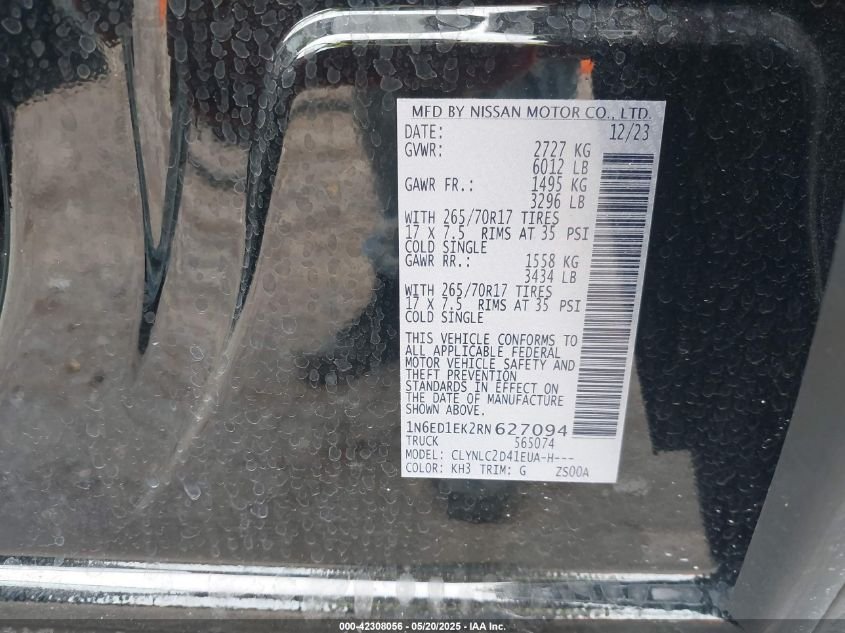 MFD BY NISSAN MOTOR CO., LTD.
DATE: 12/23
GVWR: 2727 KG
6012 LB
GAWR FR.: 1495 KG
3296 LB
WITH 265/70R17 TIRES
17 X 7.5 RIMS AT 35 PSI
COLD SINGLE
GAWR RR.: 1558 KG
3434 LB
WITH 265/70R17 TIRES
17 X 7.5 RIMS AT 35 PSI
COLD SINGLE
THIS VEHICLE CONFORMS TO
ALL APPLICABLE FEDERAL
MOTOR VEHICLE SAFETY AND
THEFT PREVENTION
STANDARDS IN EFFECT ON
THE DATE OF MANUFACTURE
SHOWN ABOVE.
1N6ED1EK2RN627094
TRUCK 565074
MODEL: CLYNLC2D41EUA-H---
COLOR: KH3 TRIM: G ZS00A
000-42308056 - 05/20/2025 - IAA Inc.